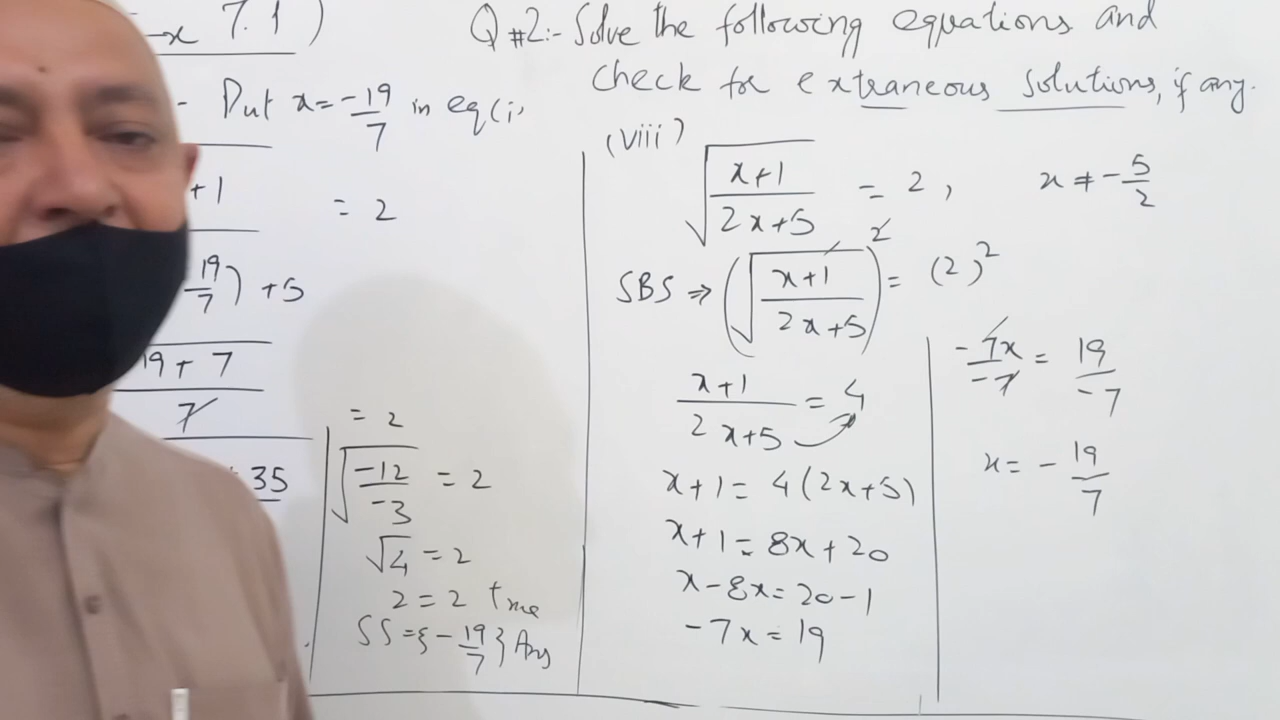 -x 7.1)
Q #2:- Solve the following equations and
check for extraneous solutions, if any.
(viii)
√((x+1)/(2x+5)) = 2, x ≠ -5/2
SBS ⇒ (√((x+1)/(2x+5)))² = (2)²
(x+1)/(2x+5) = 4
x+1 = 4(2x+5)
x+1 = 8x+20
x-8x = 20-1
-7x = 19
-7x/-7 = 19/-7
x = -19/7
- Put x = -19/7 in eq(i)
+1
= 2
19/7) +5
19+7
7
35
= 2
√(-12/-3) = 2
√4 = 2
2 = 2 true
SS = {-19/7} Ans